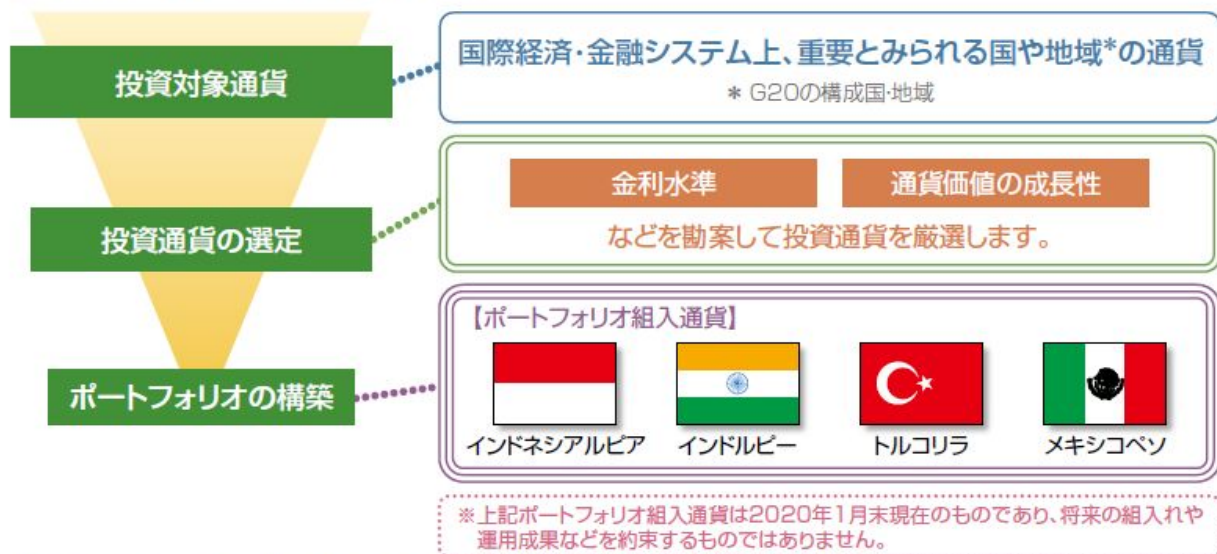 投資対象通貨
国際経済・金融システム上、重要とみられる国や地域*の通貨
* G20の構成国・地域
投資通貨の選定
金利水準
通貨価値の成長性
などを勘案して投資通貨を厳選します。
ポートフォリオの構築
【ポートフォリオ組入通貨】
インドネシアルピア
インドルピー
トルコリラ
メキシコペソ
※上記ポートフォリオ組入通貨は2020年1月末現在のものであり、将来の組入れや
運用成果などを約束するものではありません。